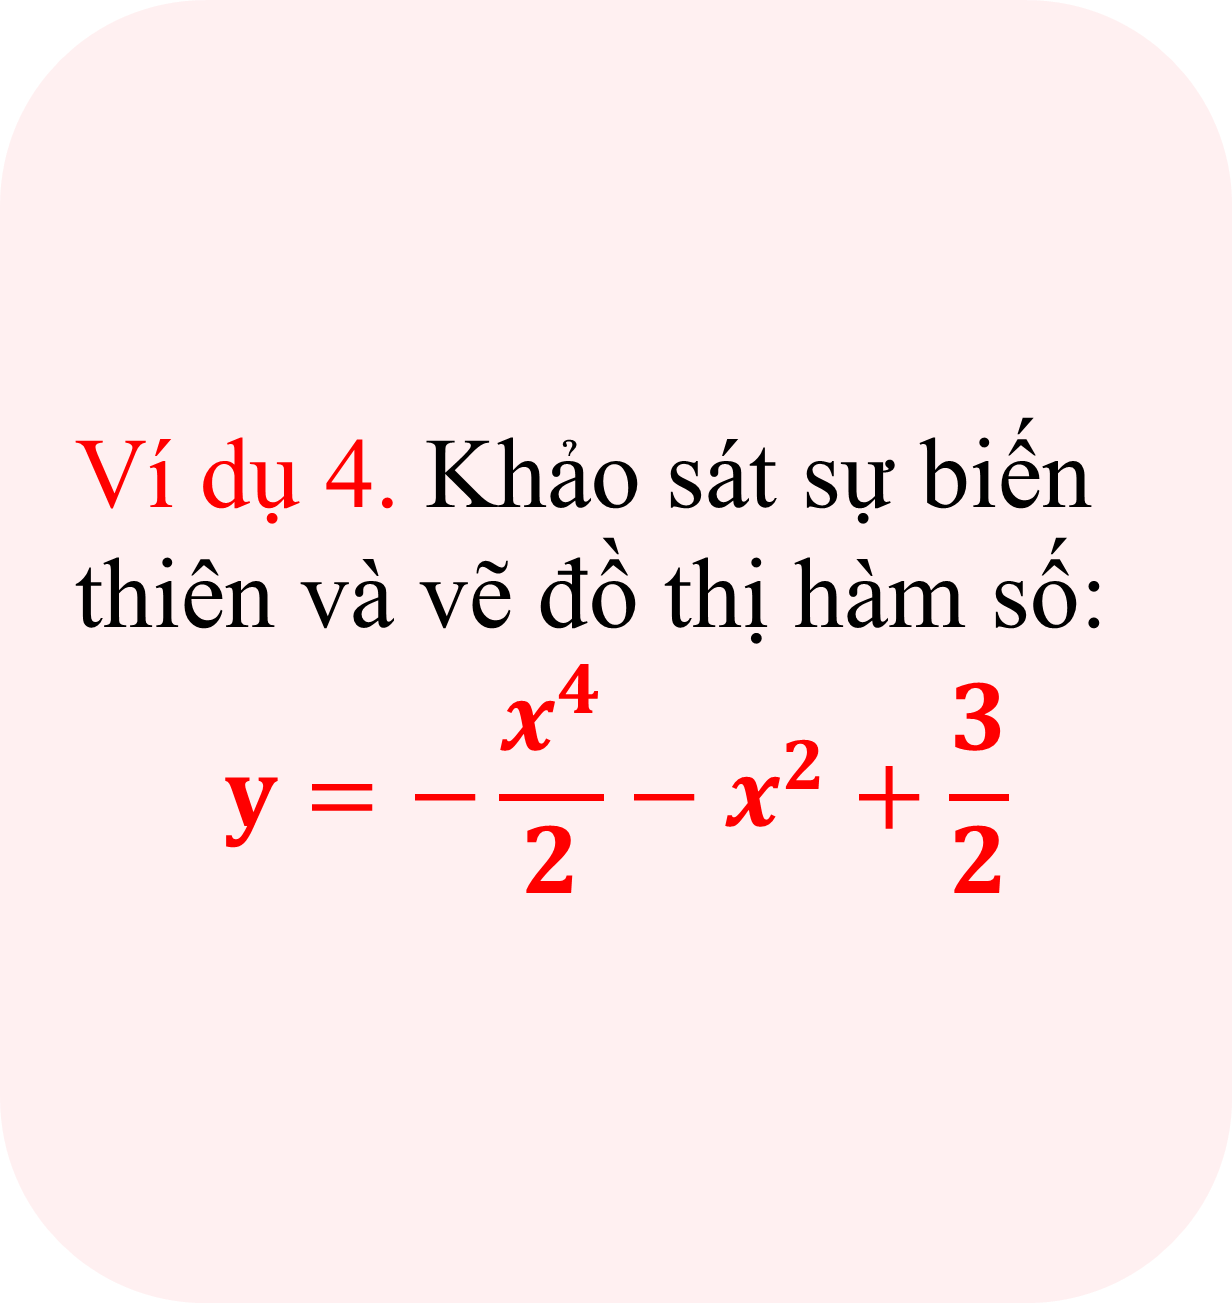 Ví dụ 4. Khảo sát sự biến
thiên và vẽ đồ thị hàm số:
y = −x⁴/2 − x² + 3/2